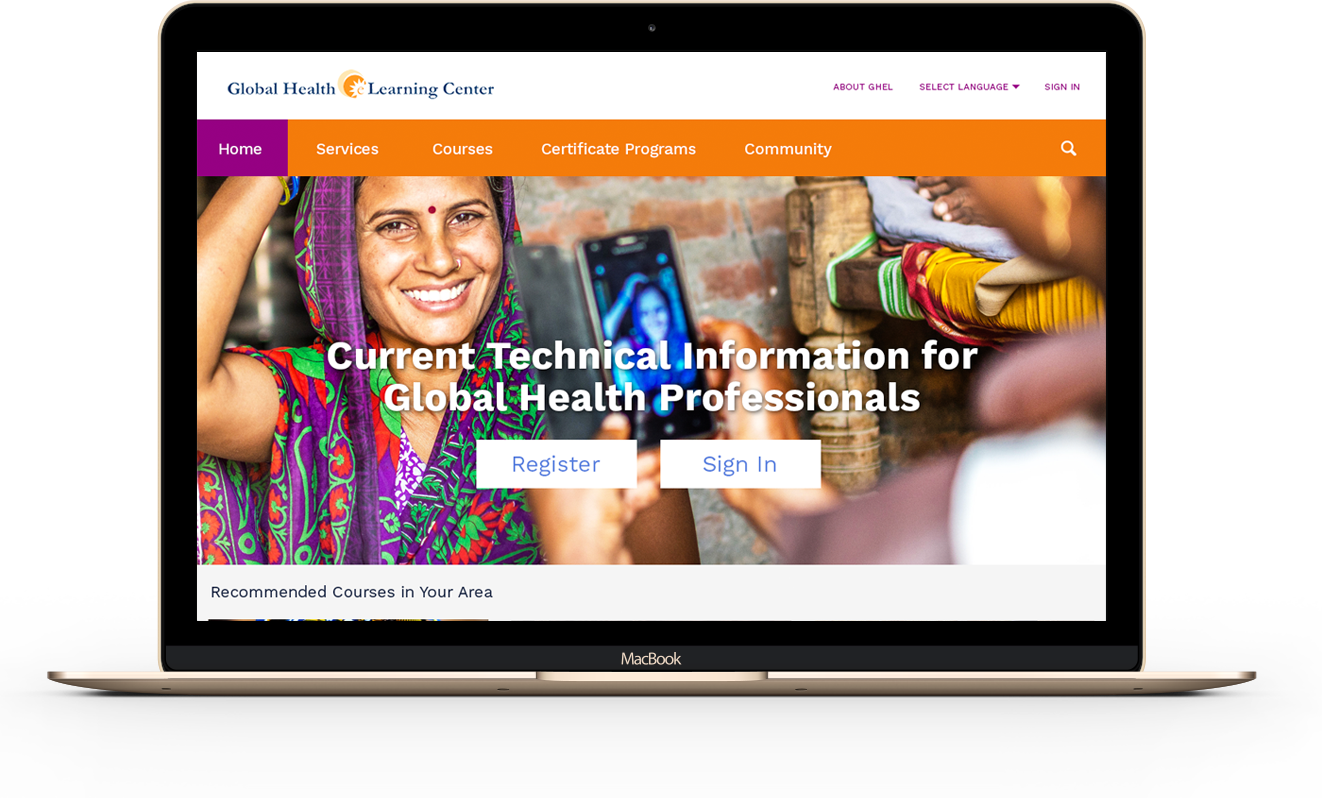 Global Health eLearning Center
ABOUT GHEL
SELECT LANGUAGE
SIGN IN
Home
Services
Courses
Certificate Programs
Community
Current Technical Information for
Global Health Professionals
Register
Sign In
Recommended Courses in Your Area
MacBook